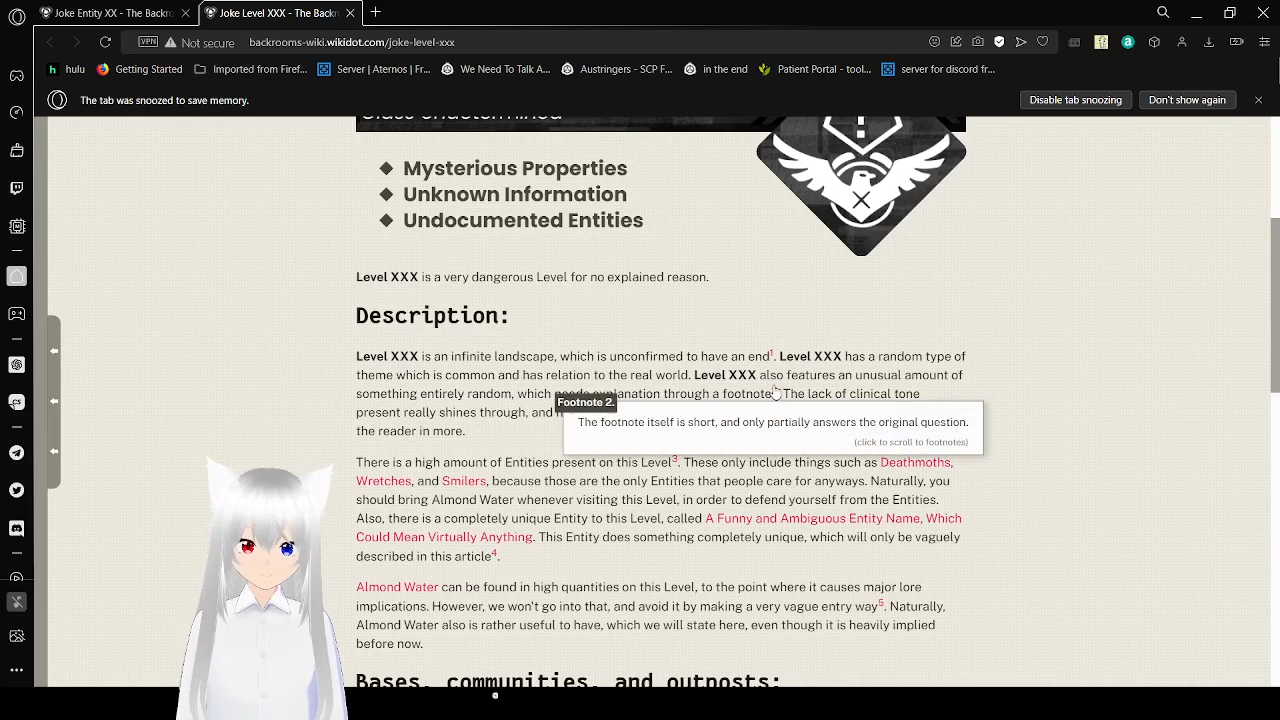 Joke Entity XX - The Backro
Joke Level XXX - The Backr
VPN
Not secure
backrooms-wiki.wikidot.com/joke-level-xxx
hulu
Getting Started
Imported from Firef...
Server | Aternos | Fr...
We Need To Talk A...
Austringers - SCP F...
in the end
Patient Portal - tool...
server for discord fr...
The tab was snoozed to save memory.
Disable tab snoozing
Don't show again
Mysterious Properties
Unknown Information
Undocumented Entities
Level XXX is a very dangerous Level for no explained reason.
Description:
Level XXX is an infinite landscape, which is unconfirmed to have an end1. Level XXX has a random type of
theme which is common and has relation to the real world. Level XXX also features an unusual amount of
something entirely random, which needs explanation through a footnote. The lack of clinical tone
Footnote 2.
present really shines through, and
The footnote itself is short, and only partially answers the original question.
the reader in more.
(click to scroll to footnotes)
There is a high amount of Entities present on this Level3. These only include things such as Deathmoths,
Wretches, and Smilers, because those are the only Entities that people care for anyways. Naturally, you
should bring Almond Water whenever visiting this Level, in order to defend yourself from the Entities.
Also, there is a completely unique Entity to this Level, called A Funny and Ambiguous Entity Name, Which
Could Mean Virtually Anything. This Entity does something completely unique, which will only be vaguely
described in this article4.
Almond Water can be found in high quantities on this Level, to the point where it causes major lore
implications. However, we won't go into that, and avoid it by making a very vague entry way5. Naturally,
Almond Water also is rather useful to have, which we will state here, even though it is heavily implied
before now.
Bases, communities, and outposts: